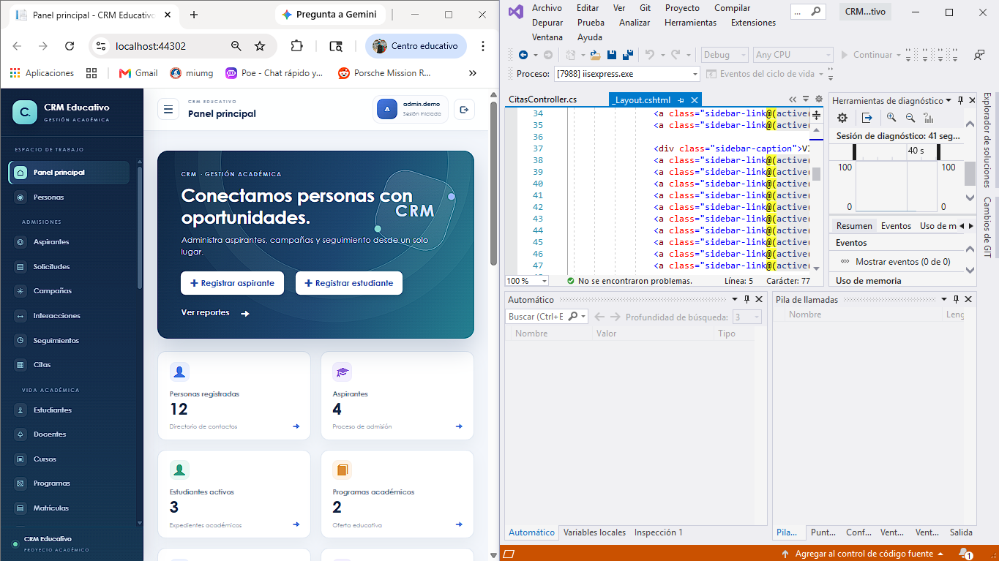 Panel principal - CRM Educativo
Pregunta a Gemini
localhost:44302
Centro educativo
Aplicaciones
Gmail
miumg
Poe - Chat rápido y...
Porsche Mission R...
C.
CRM Educativo
GESTIÓN ACADÉMICA
ESPACIO DE TRABAJO
Panel principal
Personas
ADMISIONES
Aspirantes
Solicitudes
Campañas
Interacciones
Seguimientos
Citas
VIDA ACADÉMICA
Estudiantes
Docentes
Cursos
Programas
Matrículas
CRM Educativo
PROYECTO ACADÉMICO
CRM EDUCATIVO
Panel principal
A
admin.demo
Sesión iniciada
CRM · GESTIÓN ACADÉMICA
Conectamos personas con
oportunidades.
CRM
Administra aspirantes, campañas y seguimiento desde un solo
lugar.
+ Registrar aspirante
+ Registrar estudiante
Ver reportes →
Personas registradas
12
Directorio de contactos
Aspirantes
4
Proceso de admisión
Estudiantes activos
3
Expedientes académicos
Programas académicos
2
Oferta educativa
Archivo Editar Ver Git Proyecto Compilar
Depurar Prueba Analizar Herramientas Extensiones
Ventana Ayuda
...
CRM...tivo
Debug
Any CPU
Continuar
Proceso: [7988] iisexpress.exe
Eventos del ciclo de vida
CitasController.cs
_Layout.cshtml
34 <a class="sidebar-link@(active(
35 <a class="sidebar-link@(active(
36
37 <div class="sidebar-caption">VI
38 <a class="sidebar-link@(active(
39 <a class="sidebar-link@(active(
40 <a class="sidebar-link@(active(
41 <a class="sidebar-link@(active(
42 <a class="sidebar-link@(active(
43 <a class="sidebar-link@(active(
44 <a class="sidebar-link@(active(
45 <a class="sidebar-link@(active(
46 <a class="sidebar-link@(active(
47 <a class="sidebar-link@(active(
100 %
No se encontraron problemas.
Línea: 5
Carácter: 77
Herramientas de diagnóstico
Sesión de diagnóstico: 41 seg...
40 s
100
100
0
0
Resumen
Eventos
Uso de m
Eventos
Mostrar eventos (0 de 0)
Uso de memoria
Explorador de soluciones
Cambios de GIT
Automático
Buscar (Ctrl+E
Profundidad de búsqueda: 3
Nombre
Valor
Tipo
Automático
Variables locales
Inspección 1
Pila de llamadas
Nombre
Leng
Pila...
Punt...
Conf...
Vent...
Vent...
Salida
Agregar al control de código fuente
1